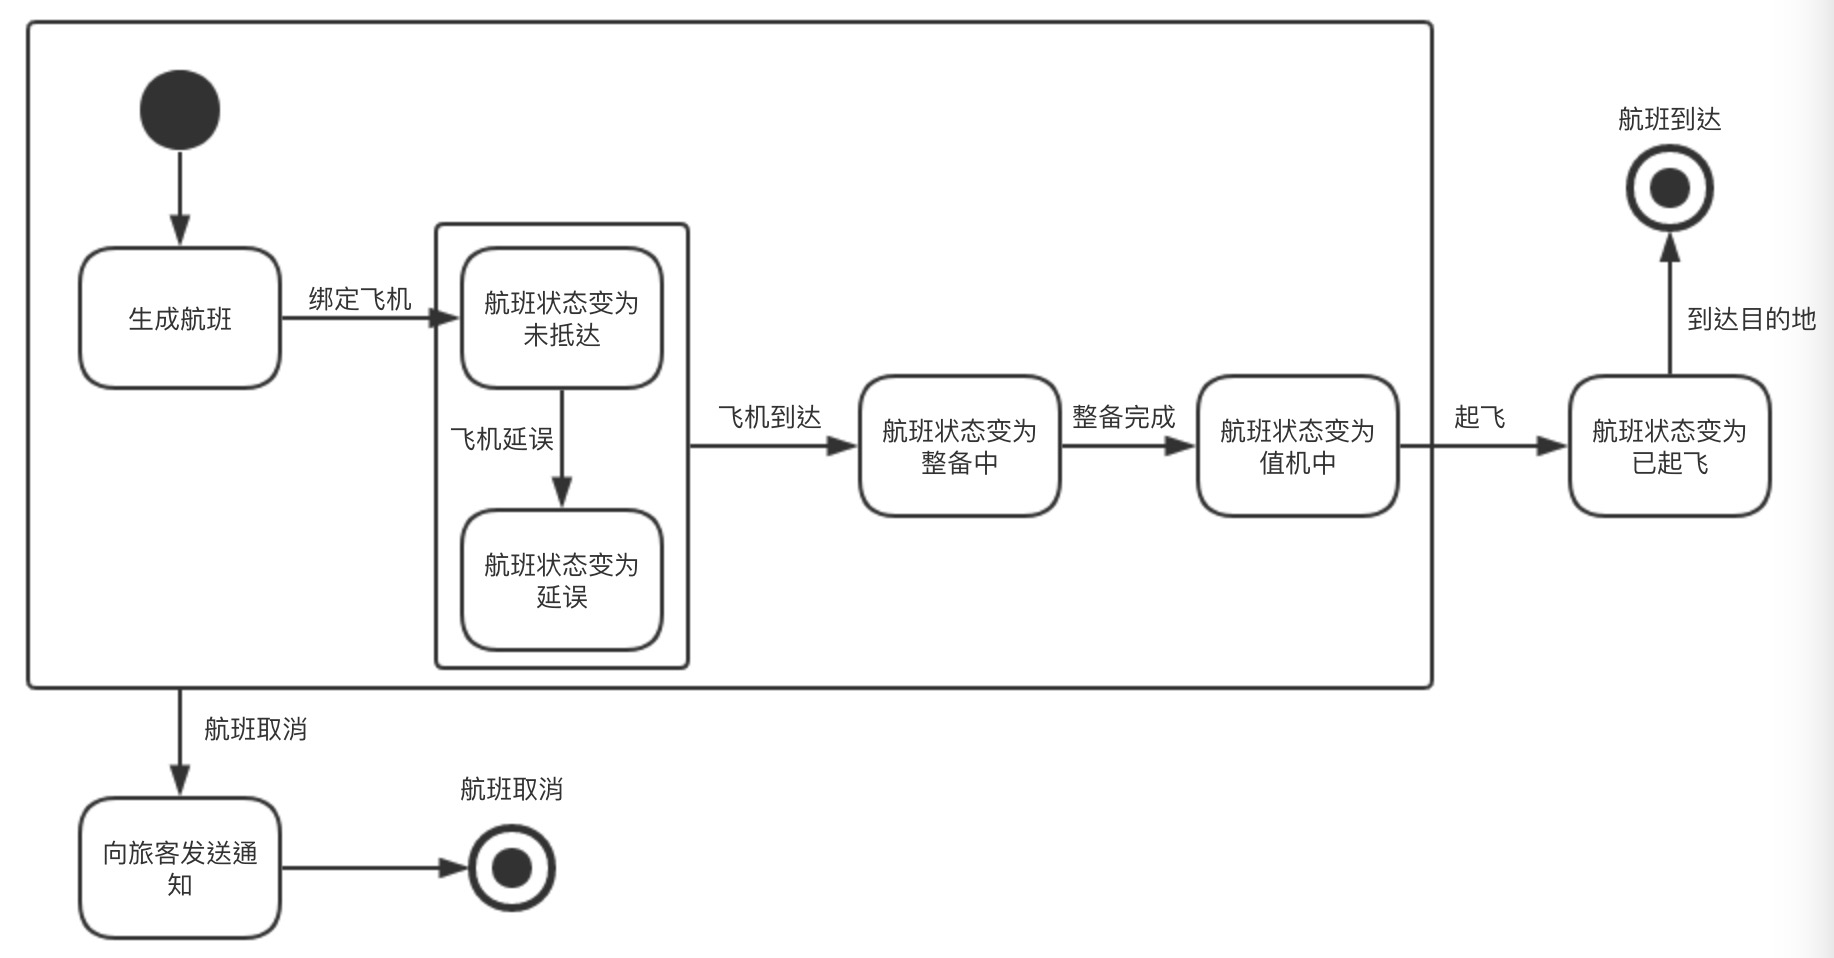 航班到达
生成航班
绑定飞机
航班状态变为
未抵达
到达目的地
飞机延误
飞机到达
航班状态变为
整备中
整备完成
航班状态变为
值机中
起飞
航班状态变为
已起飞
航班状态变为
延误
航班取消
航班取消
向旅客发送通
知